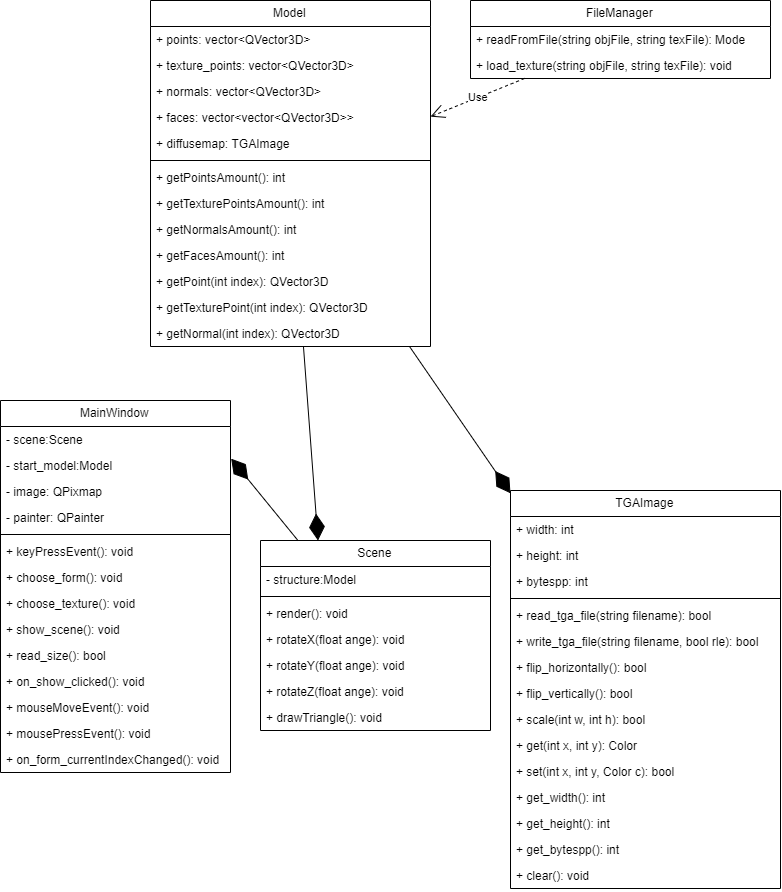 Model
+ points: vector<QVector3D>
+ texture_points: vector<QVector3D>
+ normals: vector<QVector3D>
+ faces: vector<vector<QVector3D>>
+ diffusemap: TGAImage
+ getPointsAmount(): int
+ getTexturePointsAmount(): int
+ getNormalsAmount(): int
+ getFacesAmount(): int
+ getPoint(int index): QVector3D
+ getTexturePoint(int index): QVector3D
+ getNormal(int index): QVector3D
FileManager
+ readFromFile(string objFile, string texFile): Mode
+ load_texture(string objFile, string texFile): void
Use
MainWindow
- scene:Scene
- start_model:Model
- image: QPixmap
- painter: QPainter
+ keyPressEvent(): void
+ choose_form(): void
+ choose_texture(): void
+ show_scene(): void
+ read_size(): bool
+ on_show_clicked(): void
+ mouseMoveEvent(): void
+ mousePressEvent(): void
+ on_form_currentIndexChanged(): void
Scene
- structure:Model
+ render(): void
+ rotateX(float ange): void
+ rotateY(float ange): void
+ rotateZ(float ange): void
+ drawTriangle(): void
TGAImage
+ width: int
+ height: int
+ bytespp: int
+ read_tga_file(string filename): bool
+ write_tga_file(string filename, bool rle): bool
+ flip_horizontally(): bool
+ flip_vertically(): bool
+ scale(int w, int h): bool
+ get(int x, int y): Color
+ set(int x, int y, Color c): bool
+ get_width(): int
+ get_height(): int
+ get_bytespp(): int
+ clear(): void